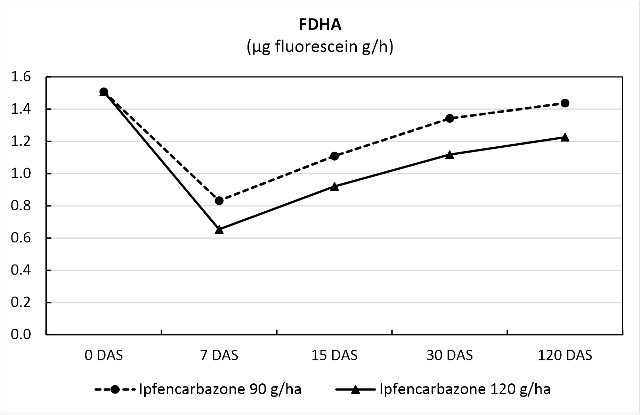 FDHA
(µg fluorescein g/h)
1.6
1.4
1.2
1.0
0.8
0.6
0.4
0.2
0.0
0 DAS 7 DAS 15 DAS 30 DAS 120 DAS
Ipfencarbazone 90 g/ha Ipfencarbazone 120 g/ha